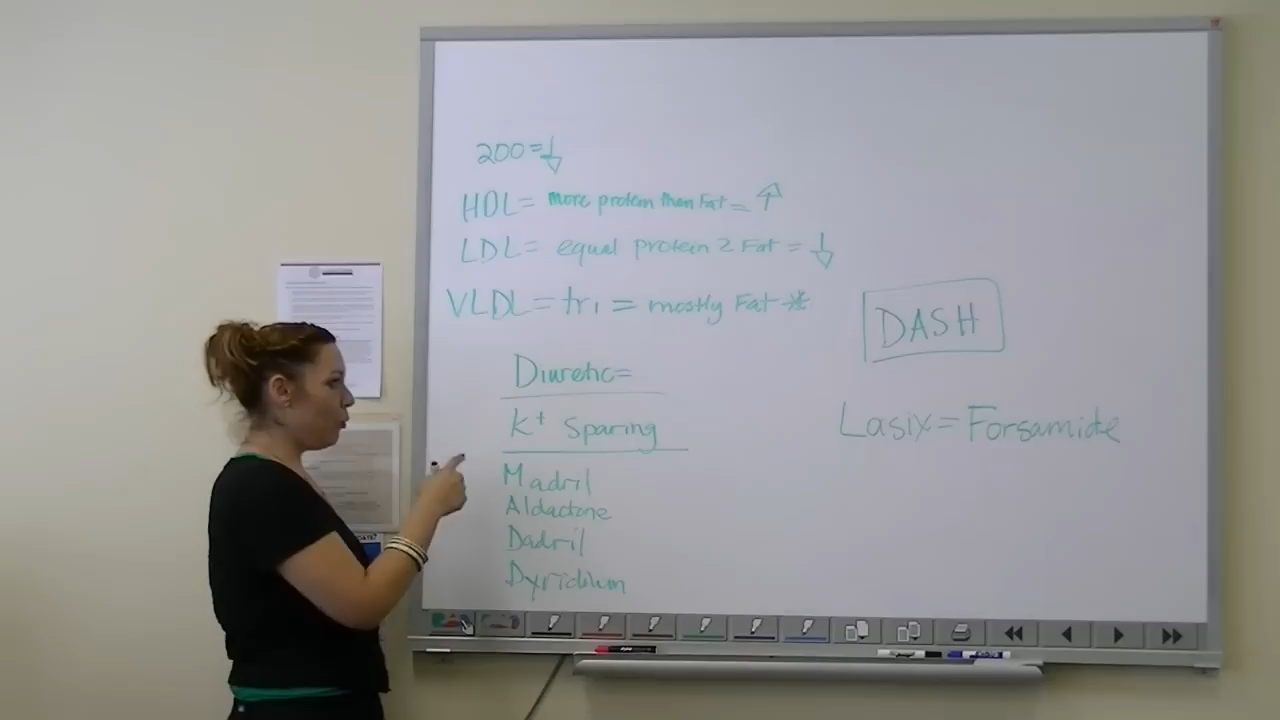 200=↓
HDL= more protein than Fat = ↑
LDL= equal protein 2 Fat = ↓
VLDL = tri = mostly Fat *
DASH
Diuretic=
K+ Sparing
Lasix = Forsamide
Madril
Aldactone
Dadril
Dyridium